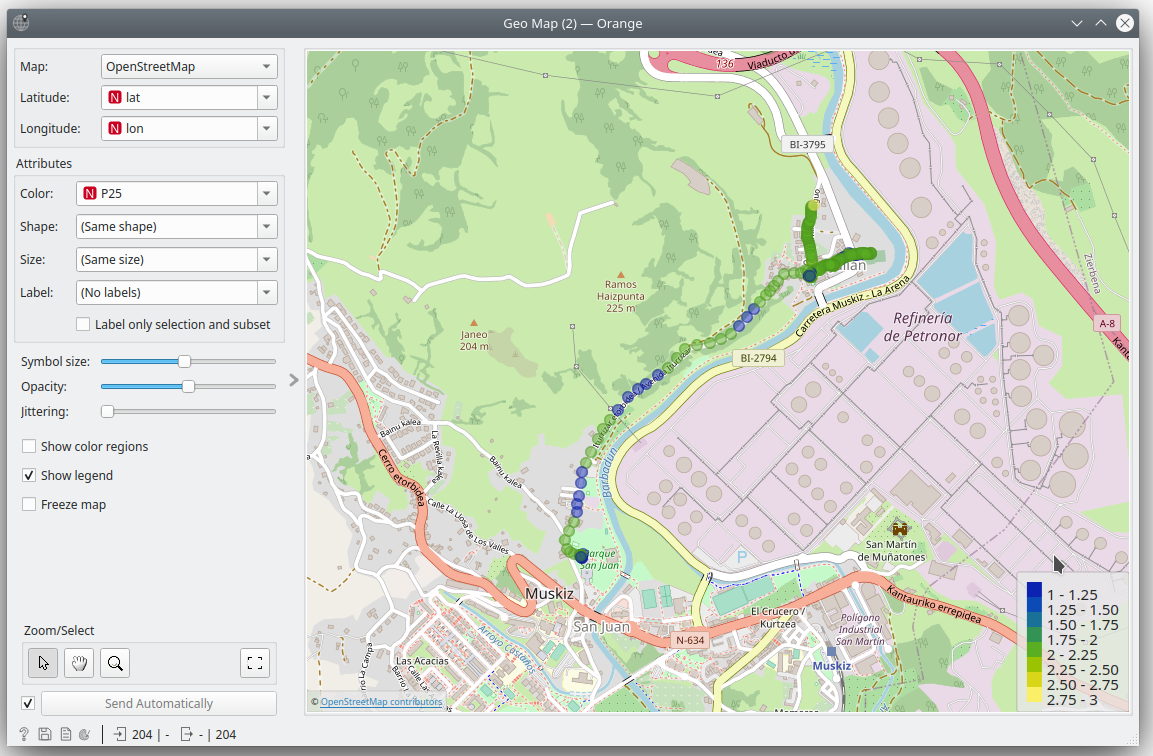 Geo Map (2) — Orange
Map:
OpenStreetMap
Latitude:
N lat
Longitude:
N lon
Attributes
Color:
N P25
Shape:
(Same shape)
Size:
(Same size)
Label:
(No labels)
Label only selection and subset
Symbol size:
Opacity:
Jittering:
Show color regions
Show legend
Freeze map
Zoom/Select
Send Automatically
? 204 | - - | 204
136
Viaducto
BI-3795
Ramos
Haizpunta
225 m
Janeo
204 m
Carretera Muskiz - La Arena
BI-2794
Refinería
de Petronor
Zierbena
A-8
Bainu kalea
La Revilla kalea
Cerro etorbidea
Bainu kalea
Calle La Llosa de Los Valles
Barbadun
Parque
San Juan
P
San Martín
de Muñatones
Muskiz
San Juan
El Crucero /
Kurtzea
Kantauriko errepidea
Polígono
Industrial
San Martín
N-634
Muskiz
Arroyo Castaño
Las Acacias
1 - 1.25
1.25 - 1.50
1.50 - 1.75
1.75 - 2
2 - 2.25
2.25 - 2.50
2.50 - 2.75
2.75 - 3
© OpenStreetMap contributors